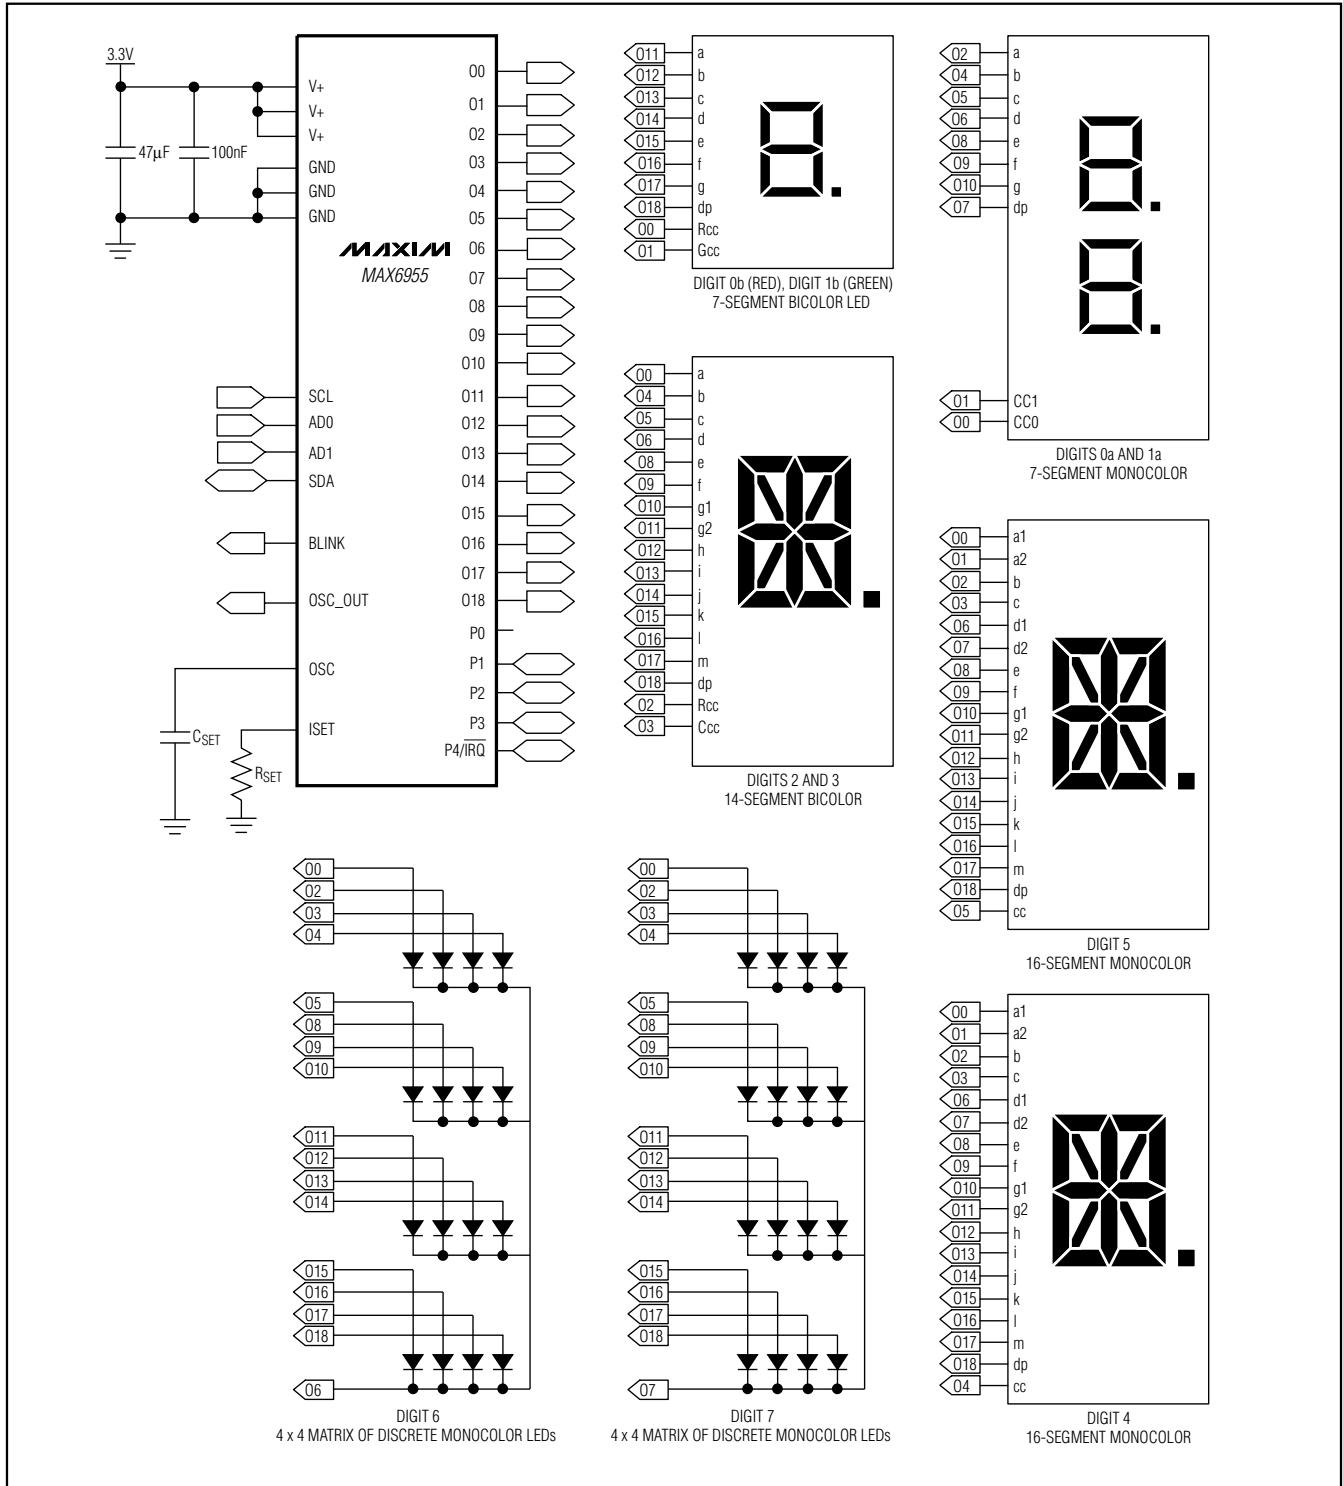 3.3V
47μF
100nF
V+
V+
V+
GND
GND
GND
MAXIM
MAX6955
SCL
AD0
AD1
SDA
BLINK
OSC_OUT
OSC
ISET
CSET
RSET
O0
O1
O2
O3
O4
O5
O6
O7
O8
O9
O10
O11
O12
O13
O14
O15
O16
O17
O18
P0
P1
P2
P3
P4/IRQ
O11 a
O12 b
O13 c
O14 d
O15 e
O16 f
O17 g
O18 dp
O0 Rcc
O1 Gcc
DIGIT 0b (RED), DIGIT 1b (GREEN)
7-SEGMENT BICOLOR LED
O2 a
O4 b
O5 c
O6 d
O8 e
O9 f
O10 g
O7 dp
O1 CC1
O0 CC0
DIGITS 0a AND 1a
7-SEGMENT MONOCOLOR
O0 a
O4 b
O5 c
O6 d
O8 e
O9 f
O10 g1
O11 g2
O12 h
O13 i
O14 j
O15 k
O16 l
O17 m
O18 dp
O2 Rcc
O3 Ccc
DIGITS 2 AND 3
14-SEGMENT BICOLOR
O0 a1
O1 a2
O2 b
O3 c
O6 d1
O7 d2
O8 e
O9 f
O10 g1
O11 g2
O12 h
O13 i
O14 j
O15 k
O16 l
O17 m
O18 dp
O5 cc
DIGIT 5
16-SEGMENT MONOCOLOR
O0
O2
O3
O4
O5
O8
O9
O10
O11
O12
O13
O14
O15
O16
O17
O18
O6
DIGIT 6
4 x 4 MATRIX OF DISCRETE MONOCOLOR LEDs
O0
O2
O3
O4
O5
O8
O9
O10
O11
O12
O13
O14
O15
O16
O17
O18
O7
DIGIT 7
4 x 4 MATRIX OF DISCRETE MONOCOLOR LEDs
O0 a1
O1 a2
O2 b
O3 c
O6 d1
O7 d2
O8 e
O9 f
O10 g1
O11 g2
O12 h
O13 i
O14 j
O15 k
O16 l
O17 m
O18 dp
O4 cc
DIGIT 4
16-SEGMENT MONOCOLOR